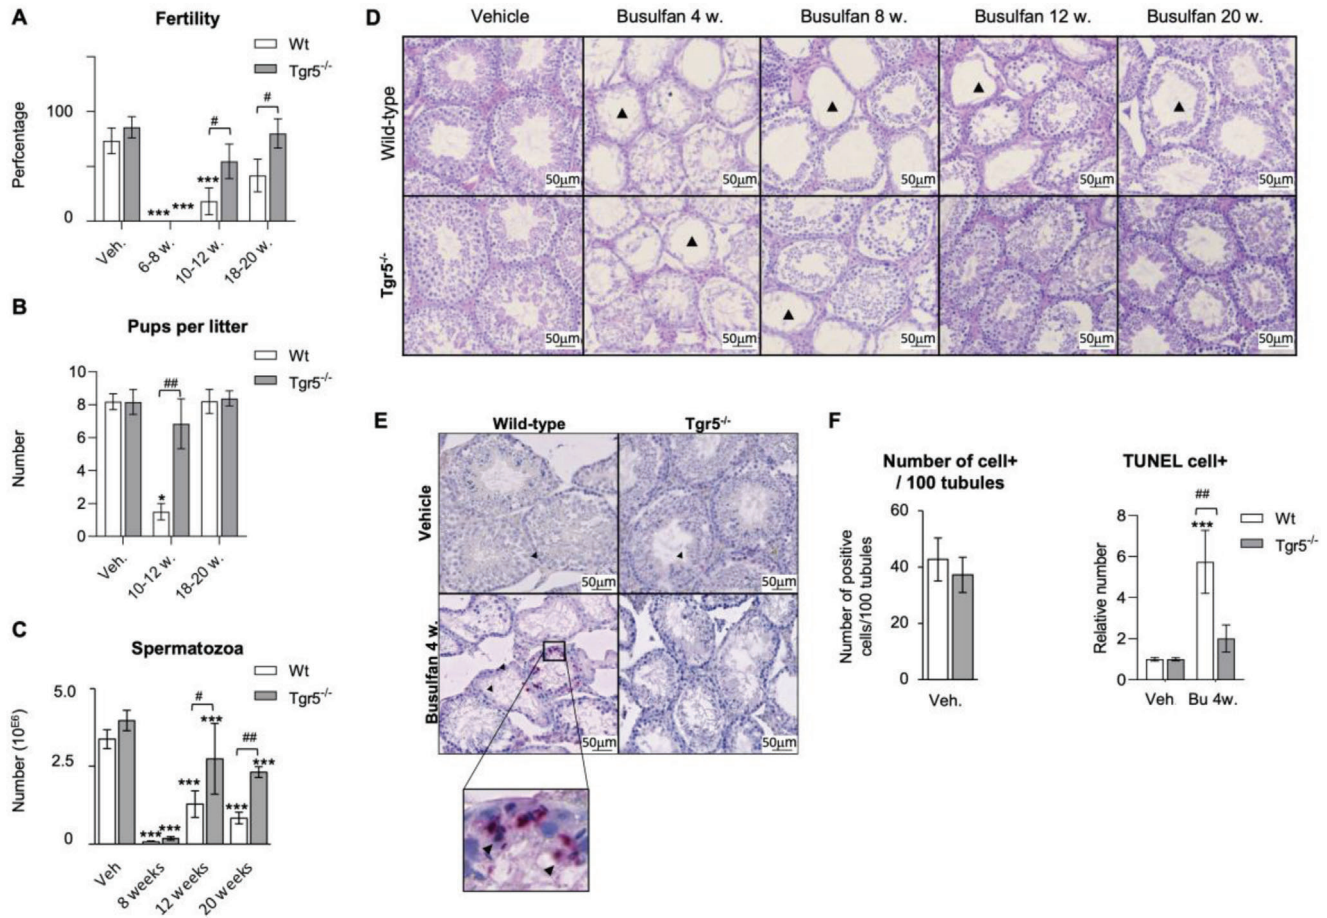 A
Fertility
Wt
Tgr5-/-
Perfcentage
100
0
***
***
***
#
#
Veh.
6-8 w.
10-12 w.
18-20 w.
B
Pups per litter
Wt
Tgr5-/-
Number
10
8
6
4
2
0
*
##
Veh.
10-12 w.
18-20 w.
C
Spermatozoa
Wt
Tgr5-/-
Number (10E6)
5.0
2.5
0
***
***
***
#
***
***
##
***
Veh
8 weeks
12 weeks
20 weeks
D
Vehicle
Busulfan 4 w.
Busulfan 8 w.
Busulfan 12 w.
Busulfan 20 w.
Wild-type
50µm
50µm
50µm
50µm
50µm
Tgr5-/-
50µm
50µm
50µm
50µm
50µm
E
Wild-type
Tgr5-/-
Vehicle
50µm
50µm
Busulfan 4 w.
50µm
50µm
F
Number of cell+
/ 100 tubules
Number of positive
cells/100 tubules
60
40
20
0
Veh.
TUNEL cell+
Relative number
8
6
4
2
0
##
***
Wt
Tgr5-/-
Veh
Bu 4w.